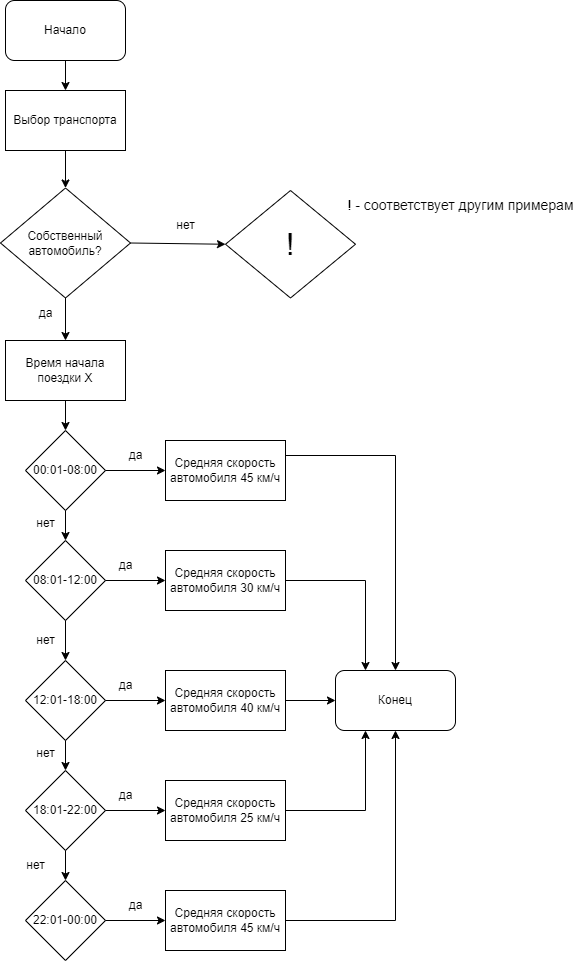 Начало
Выбор транспорта
Собственный
автомобиль?
нет
!
! - соответствует другим примерам
да
Время начала
поездки X
00:01-08:00
да
Средняя скорость
автомобиля 45 км/ч
нет
08:01-12:00
да
Средняя скорость
автомобиля 30 км/ч
нет
12:01-18:00
да
Средняя скорость
автомобиля 40 км/ч
Конец
нет
18:01-22:00
да
Средняя скорость
автомобиля 25 км/ч
нет
22:01-00:00
да
Средняя скорость
автомобиля 45 км/ч